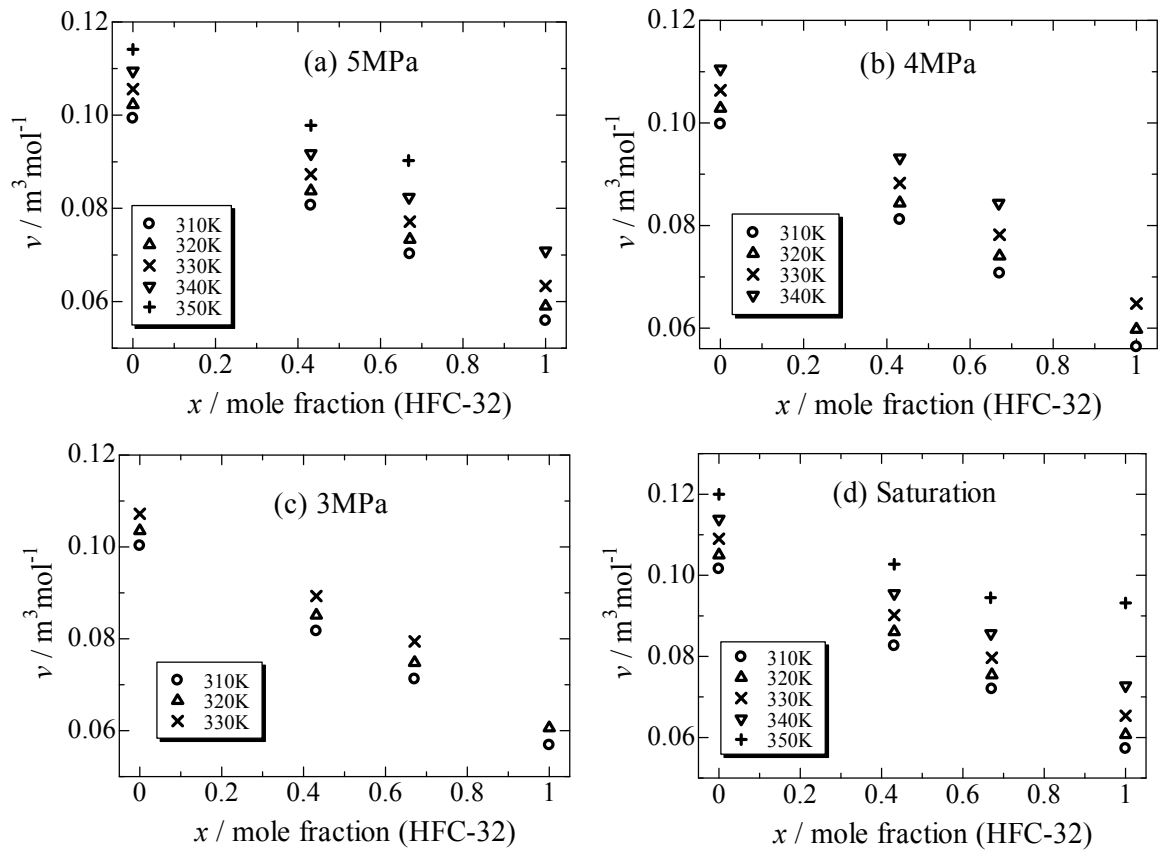 (a) 5MPa
0.12
0.10
0.08
0.06
v / m³mol⁻¹
310K
320K
330K
340K
350K
0 0.2 0.4 0.6 0.8 1
x / mole fraction (HFC-32)
(b) 4MPa
0.12
0.10
0.08
0.06
v / m³mol⁻¹
310K
320K
330K
340K
0 0.2 0.4 0.6 0.8 1
x / mole fraction (HFC-32)
(c) 3MPa
0.12
0.10
0.08
0.06
v / m³mol⁻¹
310K
320K
330K
0 0.2 0.4 0.6 0.8 1
x / mole fraction (HFC-32)
(d) Saturation
0.12
0.10
0.08
0.06
v / m³mol⁻¹
310K
320K
330K
340K
350K
0 0.2 0.4 0.6 0.8 1
x / mole fraction (HFC-32)